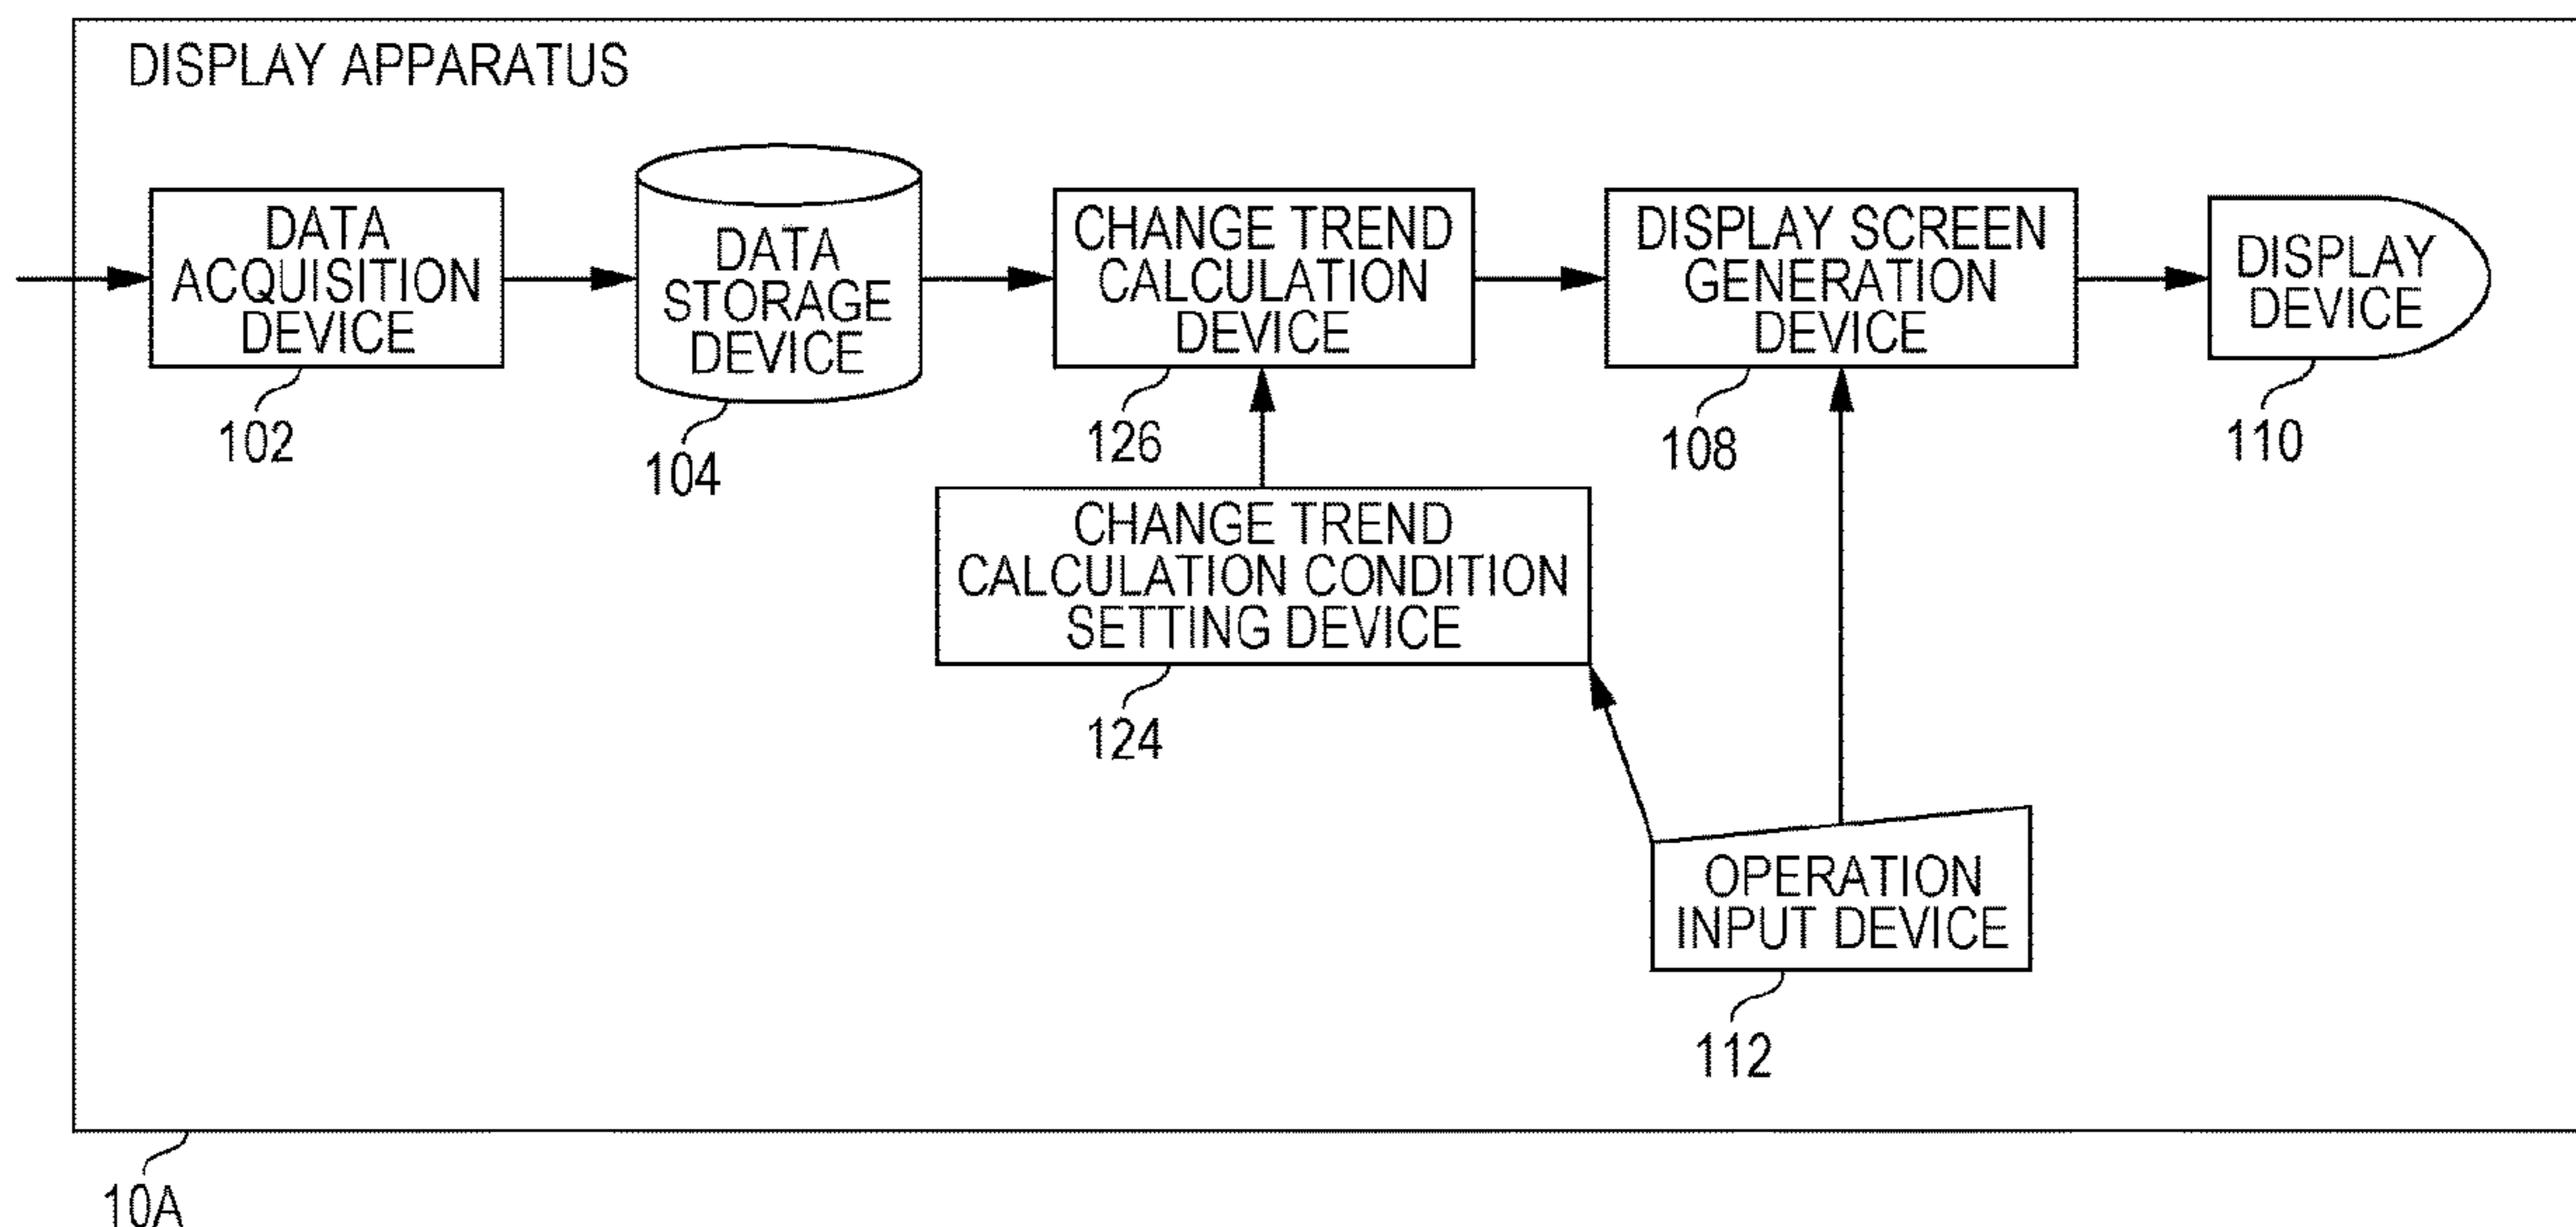 DISPLAY APPARATUS
DATA
ACQUISITION
DEVICE
102
DATA
STORAGE
DEVICE
104
CHANGE TREND
CALCULATION
DEVICE
126
DISPLAY SCREEN
GENERATION
DEVICE
108
DISPLAY
DEVICE
110
CHANGE TREND
CALCULATION CONDITION
SETTING DEVICE
124
OPERATION
INPUT DEVICE
112
10A